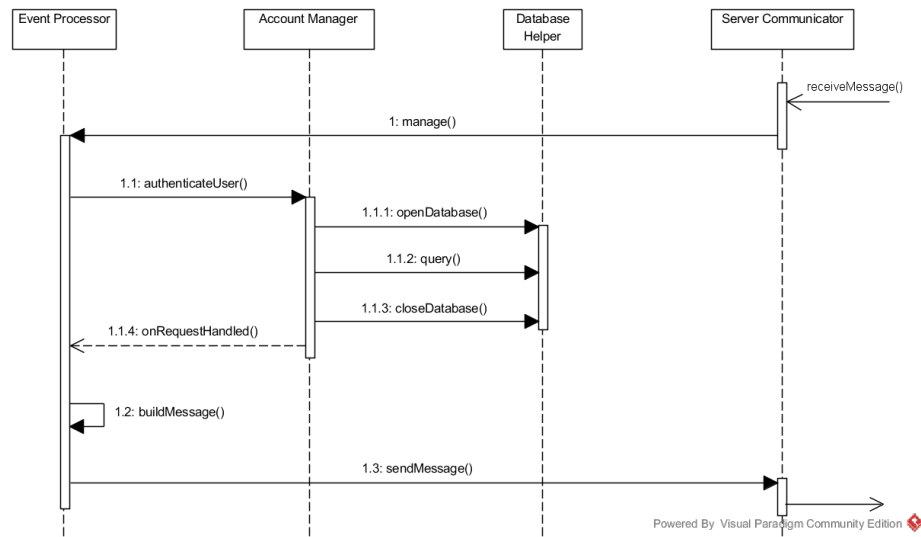 Event Processor
Account Manager
Database
Helper
Server Communicator
receiveMessage()
1: manage()
1.1: authenticateUser()
1.1.1: openDatabase()
1.1.2: query()
1.1.3: closeDatabase()
1.1.4: onRequestHandled()
1.2: buildMessage()
1.3: sendMessage()
Powered By Visual Paradigm Community Edition